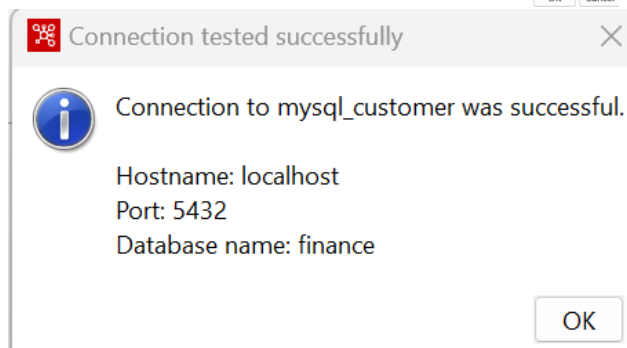 Connection tested successfully
Connection to mysql_customer was successful.
Hostname: localhost
Port: 5432
Database name: finance
OK